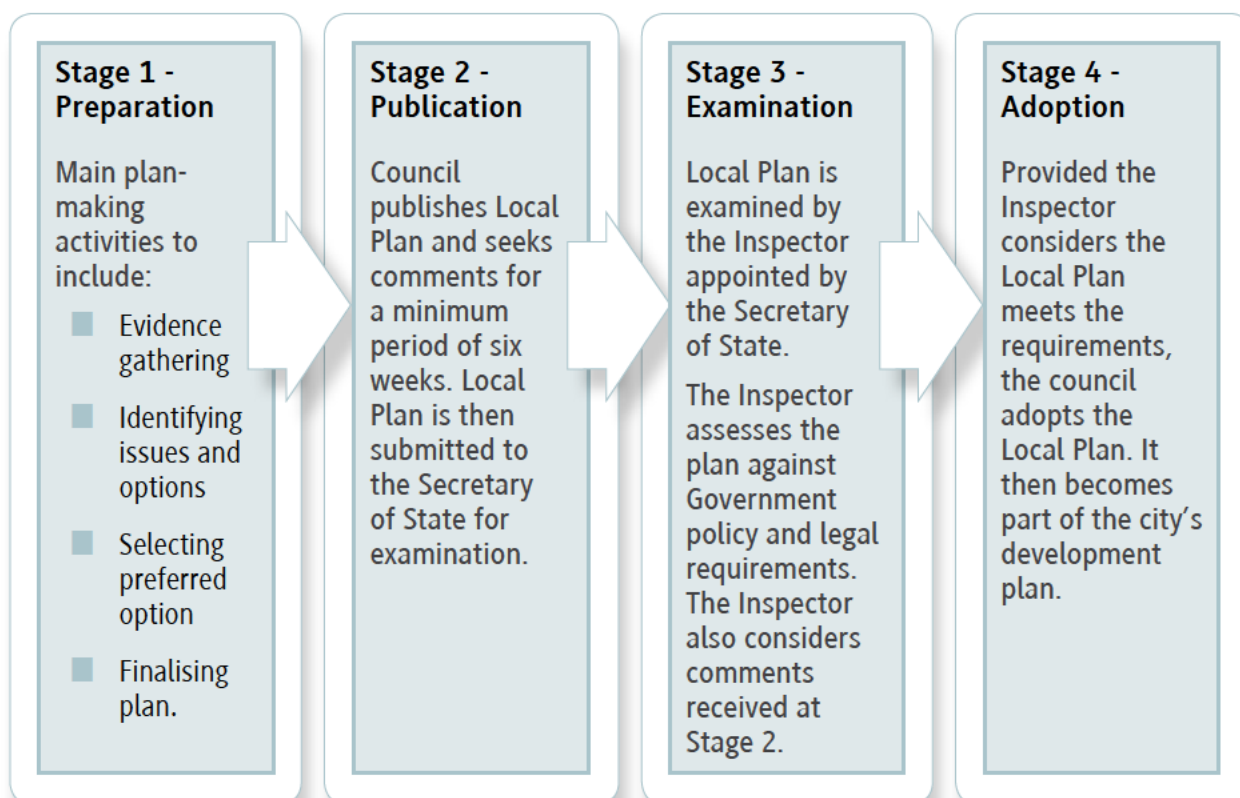 Stage 1 -
Preparation
Main plan-
making
activities to
include:
Evidence
gathering
Identifying
issues and
options
Selecting
preferred
option
Finalising
plan.
Stage 2 -
Publication
Council
publishes Local
Plan and seeks
comments for
a minimum
period of six
weeks. Local
Plan is then
submitted to
the Secretary
of State for
examination.
Stage 3 -
Examination
Local Plan is
examined by
the Inspector
appointed by
the Secretary
of State.
The Inspector
assesses the
plan against
Government
policy and legal
requirements.
The Inspector
also considers
comments
received at
Stage 2.
Stage 4 -
Adoption
Provided the
Inspector
considers the
Local Plan
meets the
requirements,
the council
adopts the
Local Plan. It
then becomes
part of the city’s
development
plan.